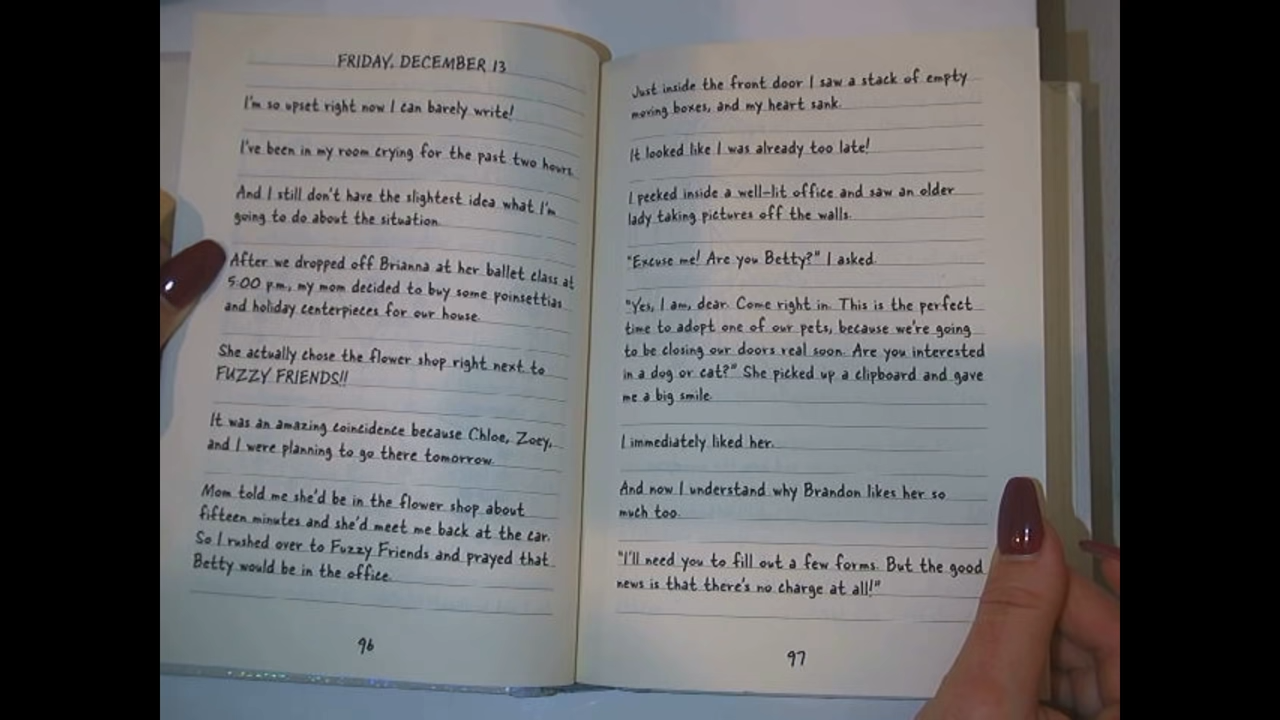 FRIDAY, DECEMBER 13
I'm so upset right now I can barely write!
I've been in my room crying for the past two hours.
And I still don't have the slightest idea what I'm
going to do about the situation.
After we dropped off Brianna at her ballet class at
5:00 p.m., my mom decided to buy some poinsettias
and holiday centerpieces for our house.
She actually chose the flower shop right next to
FUZZY FRIENDS!!
It was an amazing coincidence because Chloe, Zoey,
and I were planning to go there tomorrow.
Mom told me she'd be in the flower shop about
fifteen minutes and she'd meet me back at the car.
So I rushed over to Fuzzy Friends and prayed that
Betty would be in the office.
96
Just inside the front door I saw a stack of empty
moving boxes, and my heart sank.
It looked like I was already too late!
I peeked inside a well-lit office and saw an older
lady taking pictures off the walls.
"Excuse me! Are you Betty?" I asked.
"Yes, I am, dear. Come right in. This is the perfect
time to adopt one of our pets, because we're going
to be closing our doors real soon. Are you interested
in a dog or cat?" She picked up a clipboard and gave
me a big smile.
I immediately liked her.
And now I understand why Brandon likes her so
much too.
"I'll need you to fill out a few forms. But the good
news is that there's no charge at all!"
97